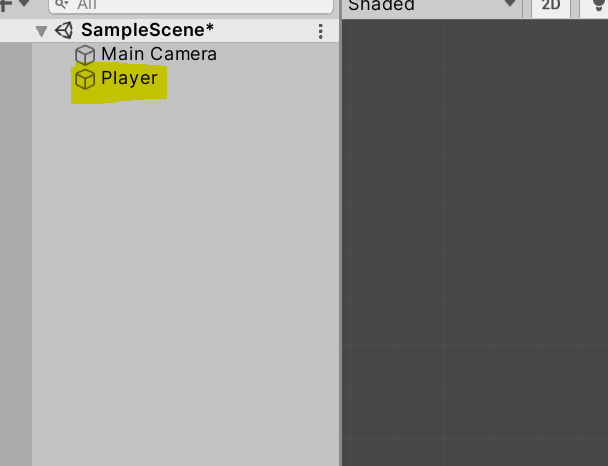 All
Shaded
2D
SampleScene*
Main Camera
Player